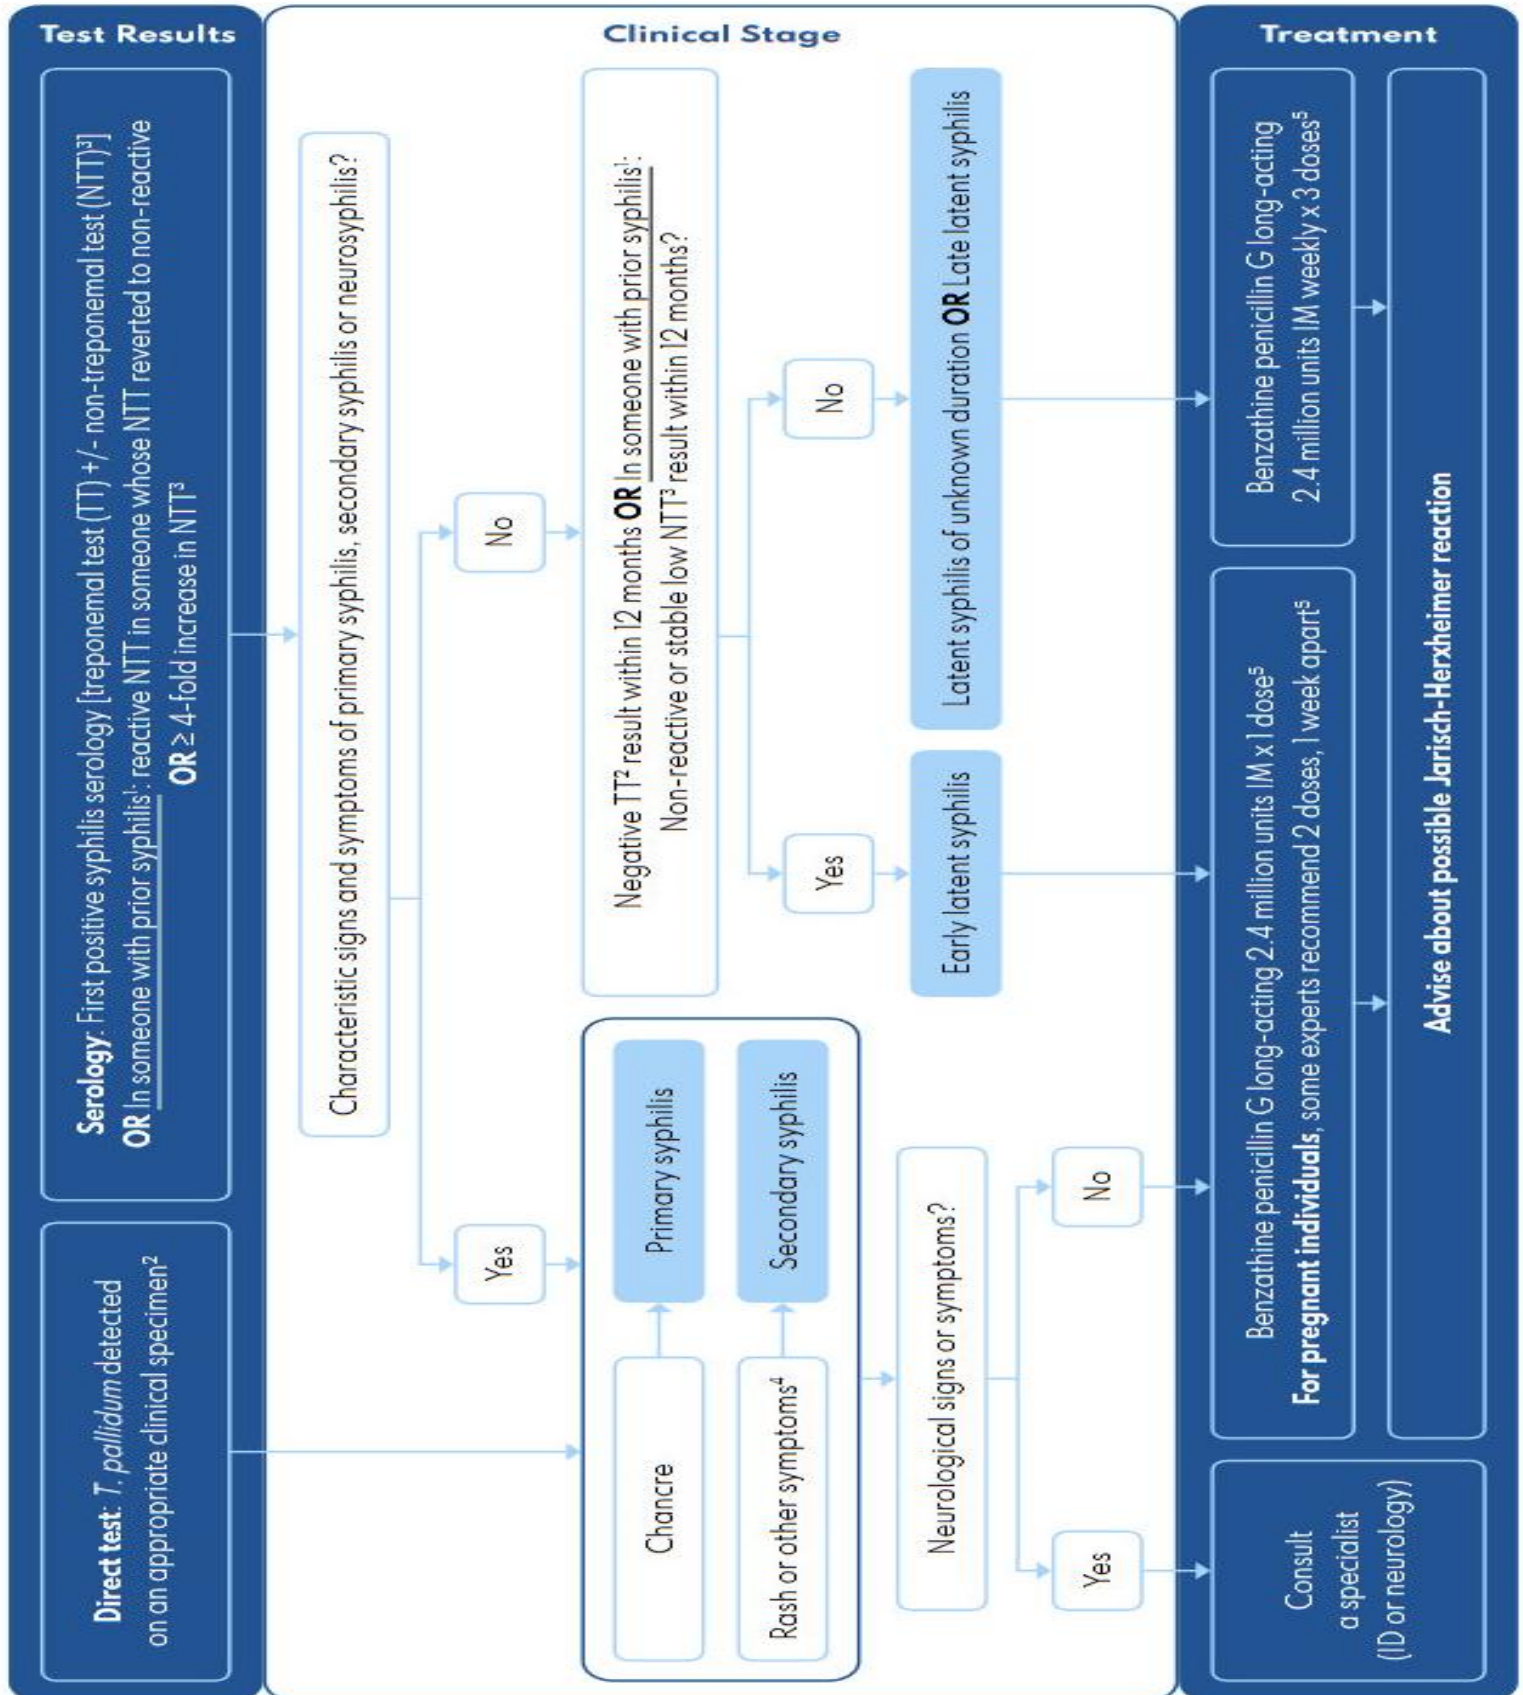 Test Results
Direct test: T. pallidum detected
on an appropriate clinical specimen²
Serology: First positive syphilis serology [treponemal test (TT) +/- non-treponemal test (NTT)³]
OR In someone with prior syphilis¹: reactive NTT in someone whose NTT reverted to non-reactive
OR ≥ 4-fold increase in NTT³
Clinical Stage
Characteristic signs and symptoms of primary syphilis, secondary syphilis or neurosyphilis?
Yes
No
Chancre
Primary syphilis
Rash or other symptoms⁴
Secondary syphilis
Negative TT² result within 12 months OR In someone with prior syphilis¹:
Non-reactive or stable low NTT³ result within 12 months?
Yes
No
Early latent syphilis
Latent syphilis of unknown duration OR Late latent syphilis
Neurological signs or symptoms?
Yes
No
Treatment
Consult
a specialist
(ID or neurology)
Benzathine penicillin G long-acting 2.4 million units IM x 1 dose⁵
For pregnant individuals, some experts recommend 2 doses, 1 week apart⁵
Benzathine penicillin G long-acting
2.4 million units IM weekly x 3 doses⁵
Advise about possible Jarisch-Herxheimer reaction